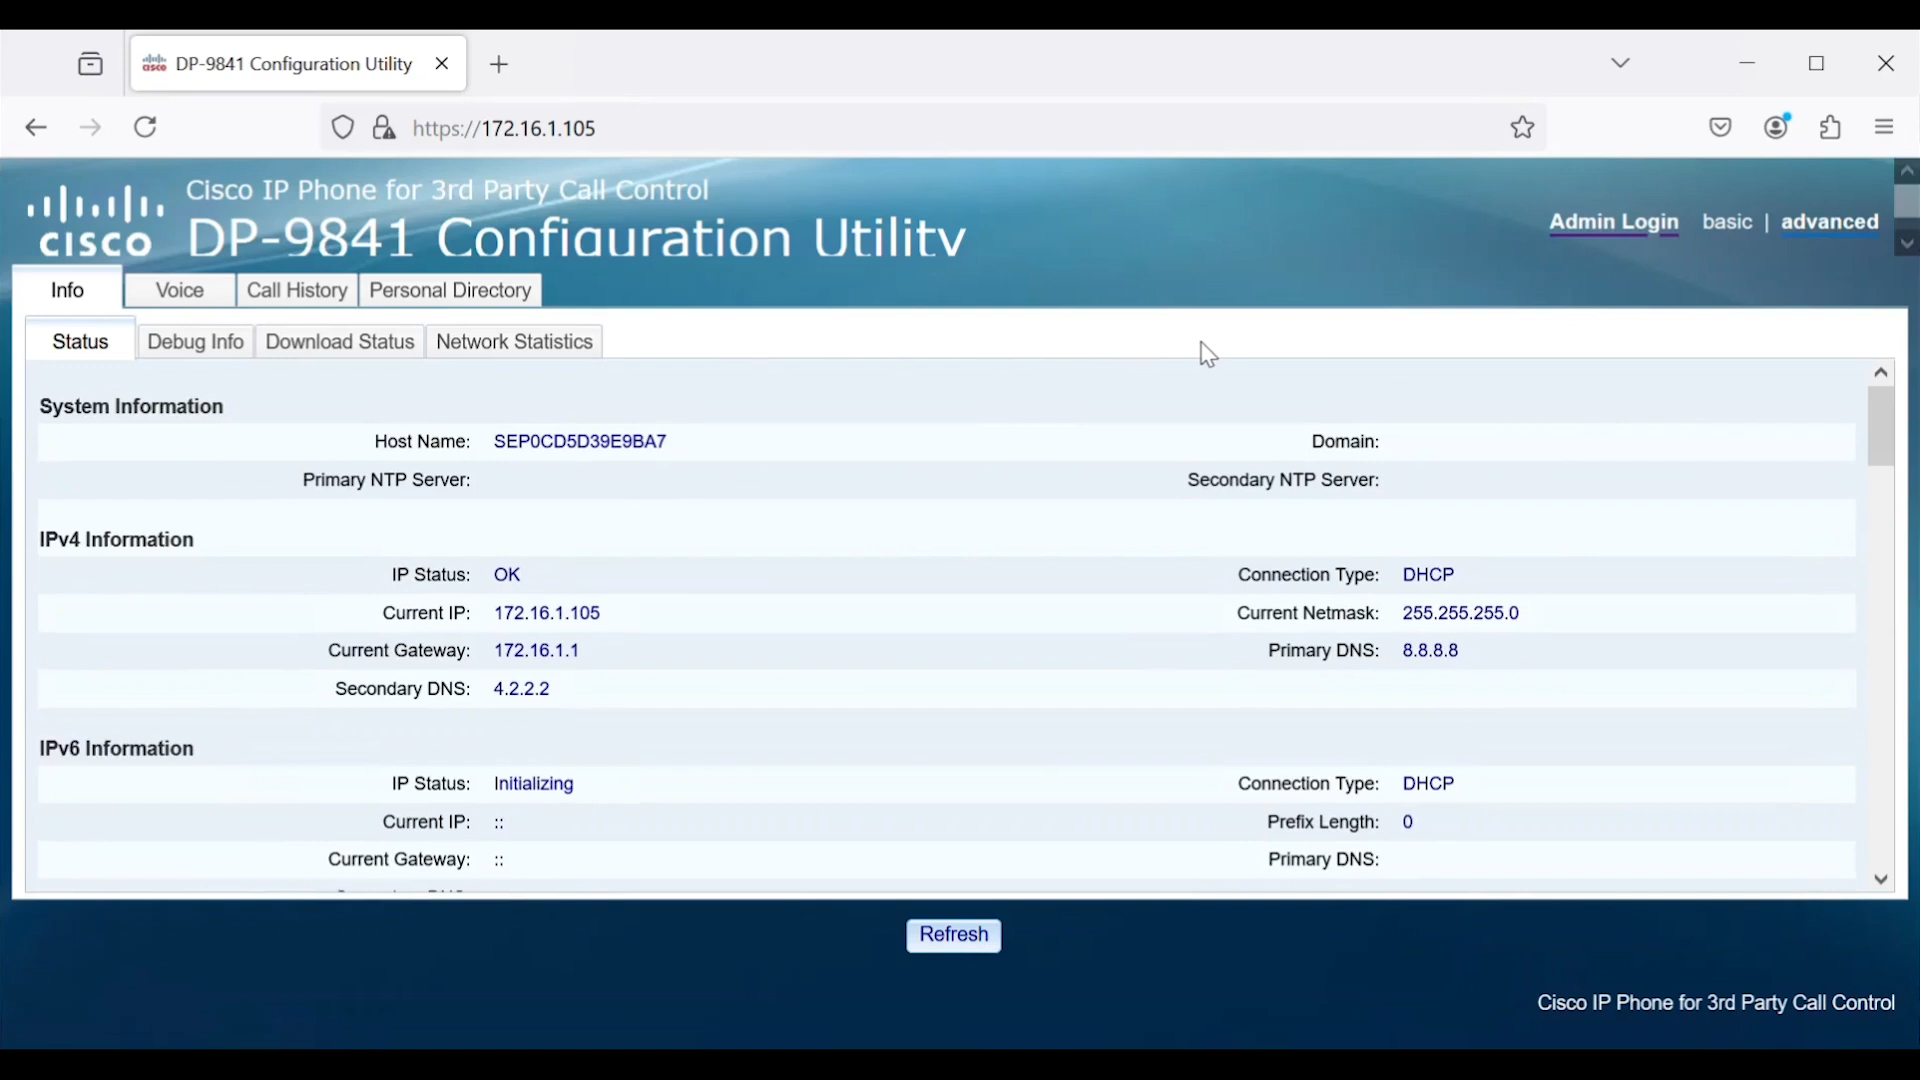 DP-9841 Configuration Utility
https://172.16.1.105
Cisco IP Phone for 3rd Party Call Control
CISCO DP-9841 Configuration Utility
Admin Login basic | advanced
Info Voice Call History Personal Directory
Status Debug Info Download Status Network Statistics
System Information
Host Name: SEP0CD5D39E9BA7 Domain:
Primary NTP Server: Secondary NTP Server:
IPv4 Information
IP Status: OK Connection Type: DHCP
Current IP: 172.16.1.105 Current Netmask: 255.255.255.0
Current Gateway: 172.16.1.1 Primary DNS: 8.8.8.8
Secondary DNS: 4.2.2.2
IPv6 Information
IP Status: Initializing Connection Type: DHCP
Current IP: :: Prefix Length: 0
Current Gateway: :: Primary DNS:
Refresh
Cisco IP Phone for 3rd Party Call Control